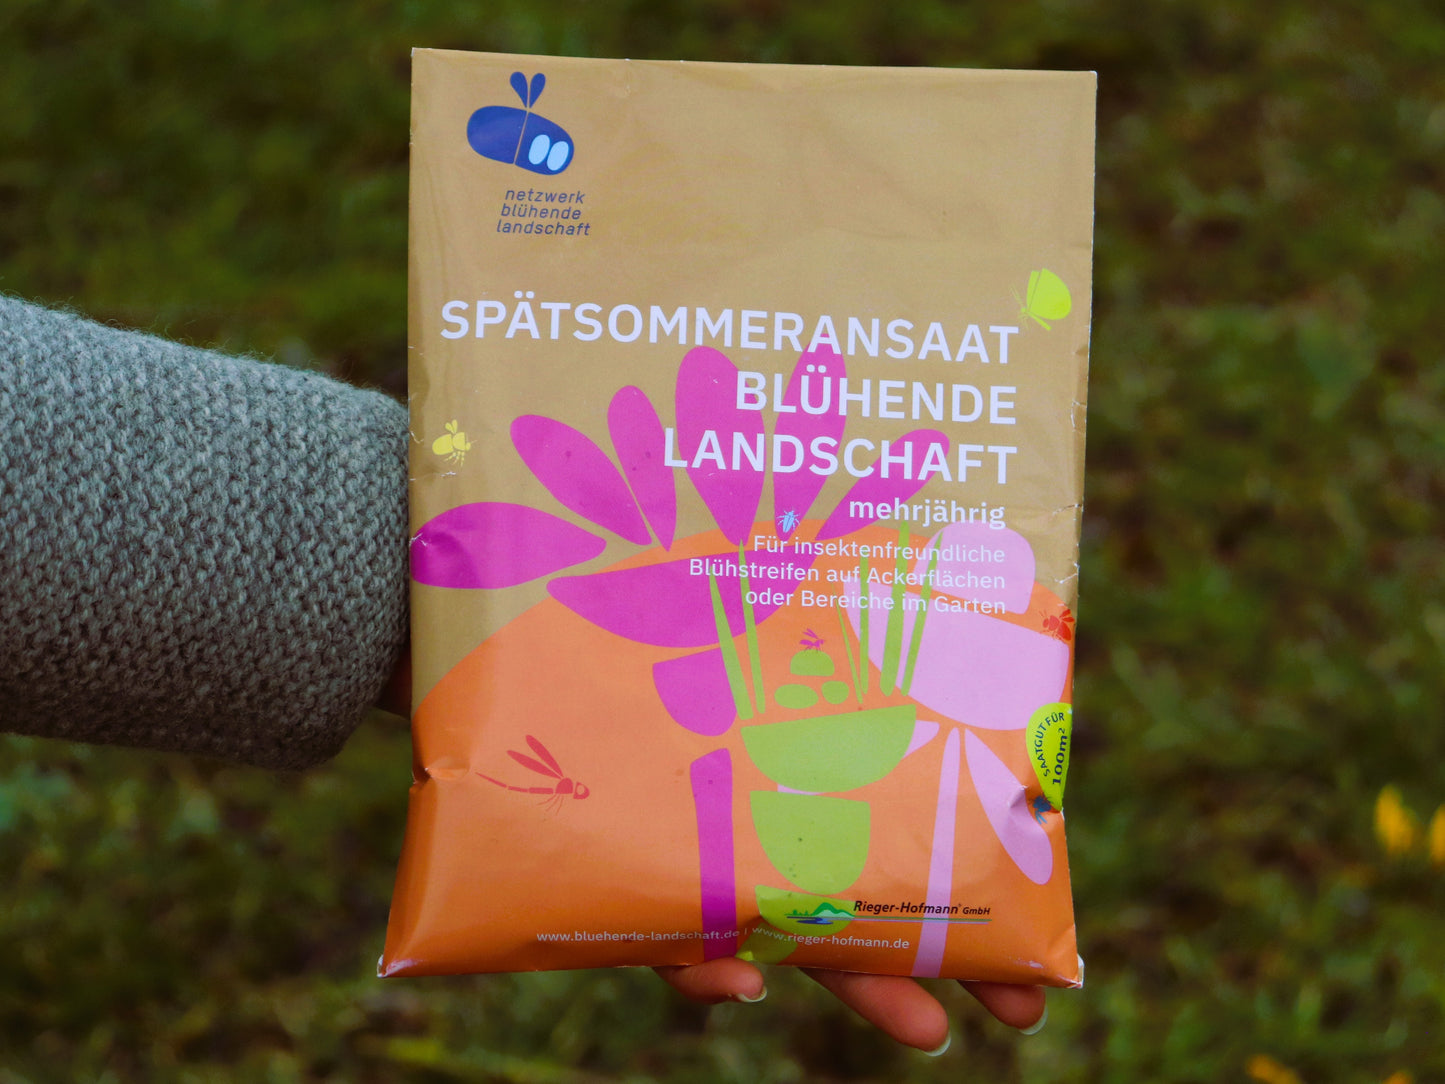 netzwerk
blühende
landschaft
SPÄTSOMMERANSAAT
BLÜHENDE
LANDSCHAFT
mehrjährig
Für insektenfreundliche
Blühstreifen auf Ackerflächen
oder Bereiche im Garten
SAATGUT FÜR
100m²
Rieger-Hofmann® GmbH
www.bluehende-landschaft.de | www.rieger-hofmann.de